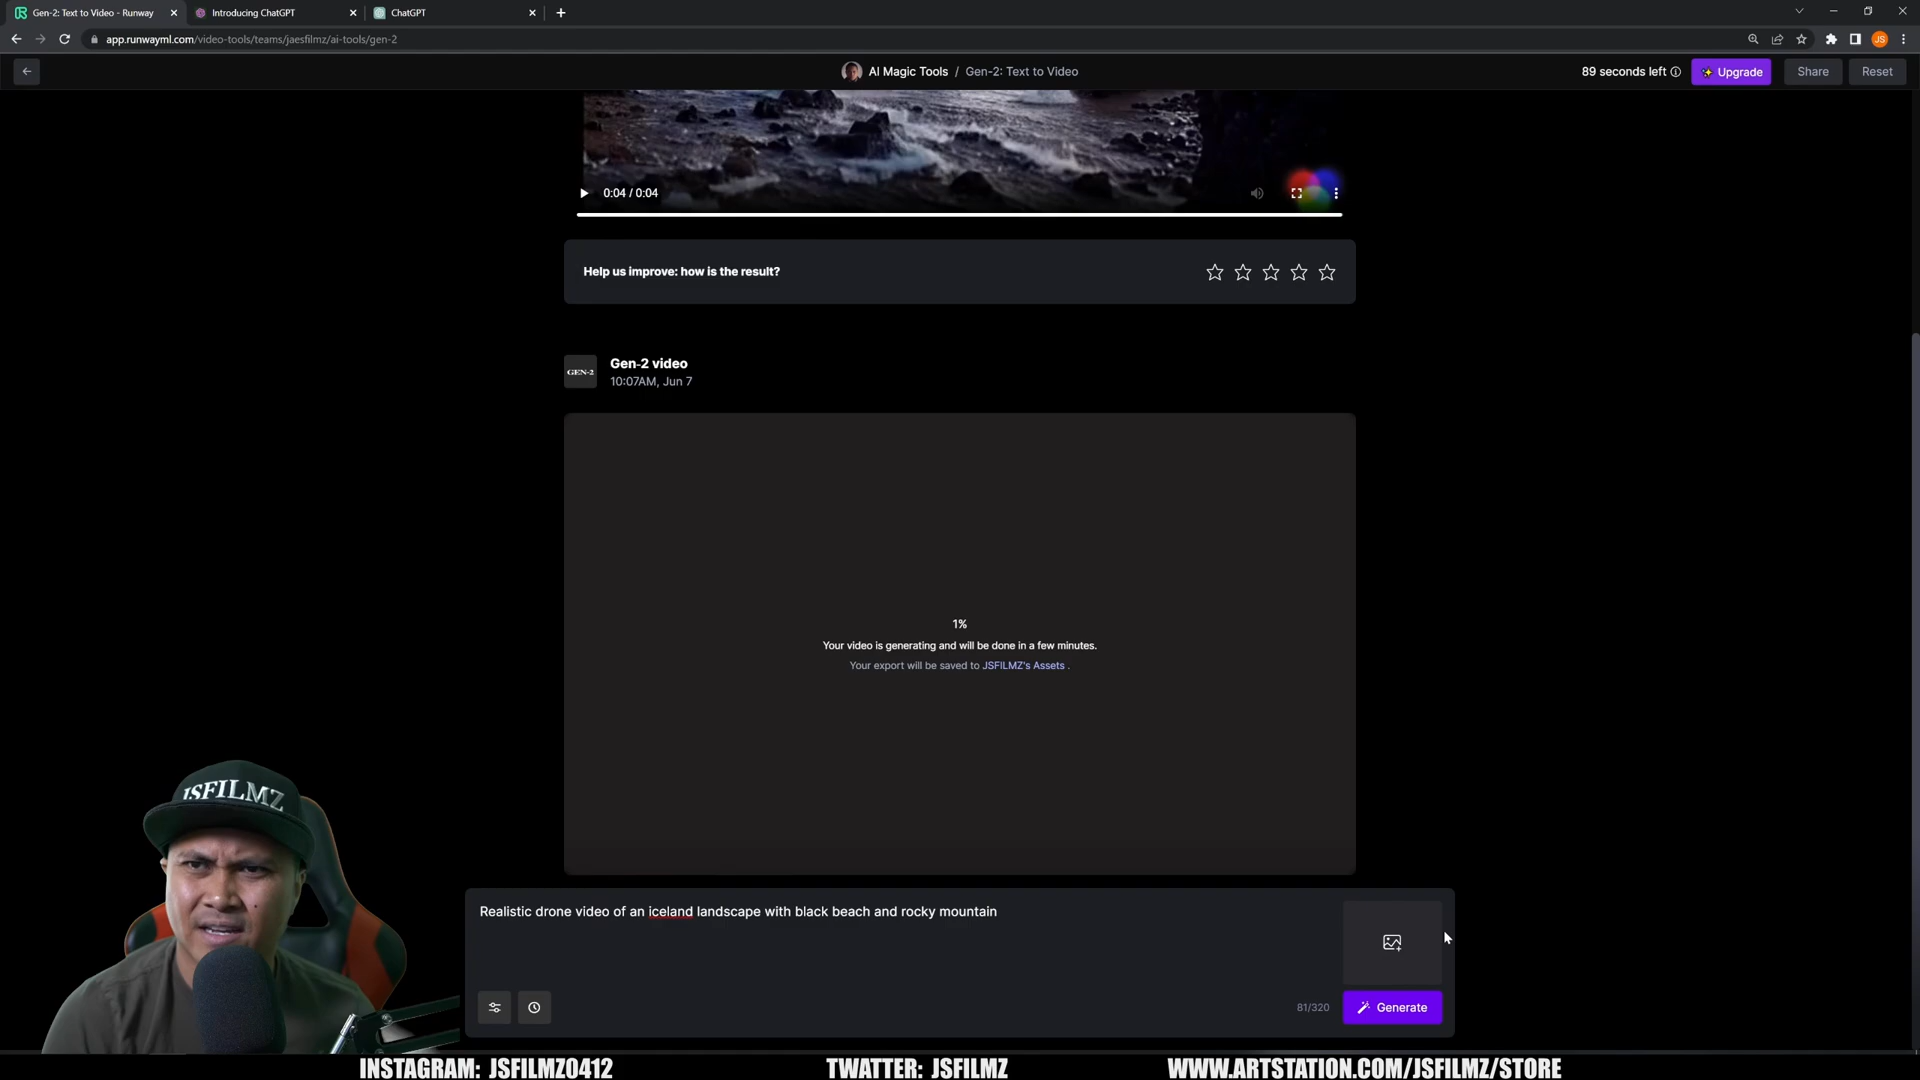 Gen-2: Text to Video - Runway
Introducing ChatGPT
ChatGPT
app.runwayml.com/video-tools/teams/jaesfilmz/ai-tools/gen-2
JS
AI Magic Tools / Gen-2: Text to Video
89 seconds left
Upgrade
Share
Reset
0:04 / 0:04
Help us improve: how is the result?
GEN-2
Gen-2 video
10:07AM, Jun 7
1%
Your video is generating and will be done in a few minutes.
Your export will be saved to JSFILMZ's Assets .
JSFILMZ
Realistic drone video of an iceland landscape with black beach and rocky mountain
81/320
Generate
INSTAGRAM: JSFILMZ0412
TWATTER: JSFILMZ
WWW.ARTSTATION.COM/JSFILMZ/STORE